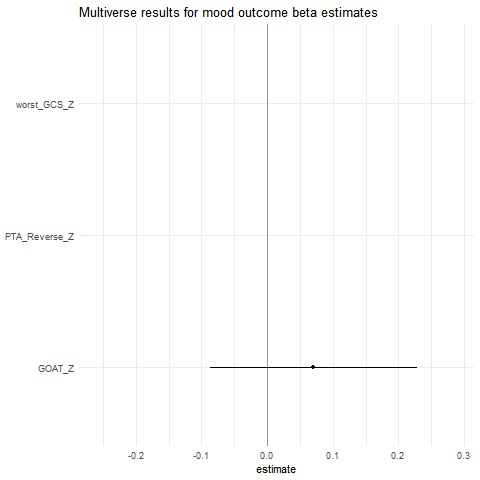 Multiverse results for mood outcome beta estimates
worst_GCS_Z
PTA_Reverse_Z
GOAT_Z
-0.2 -0.1 0.0 0.1 0.2 0.3
estimate